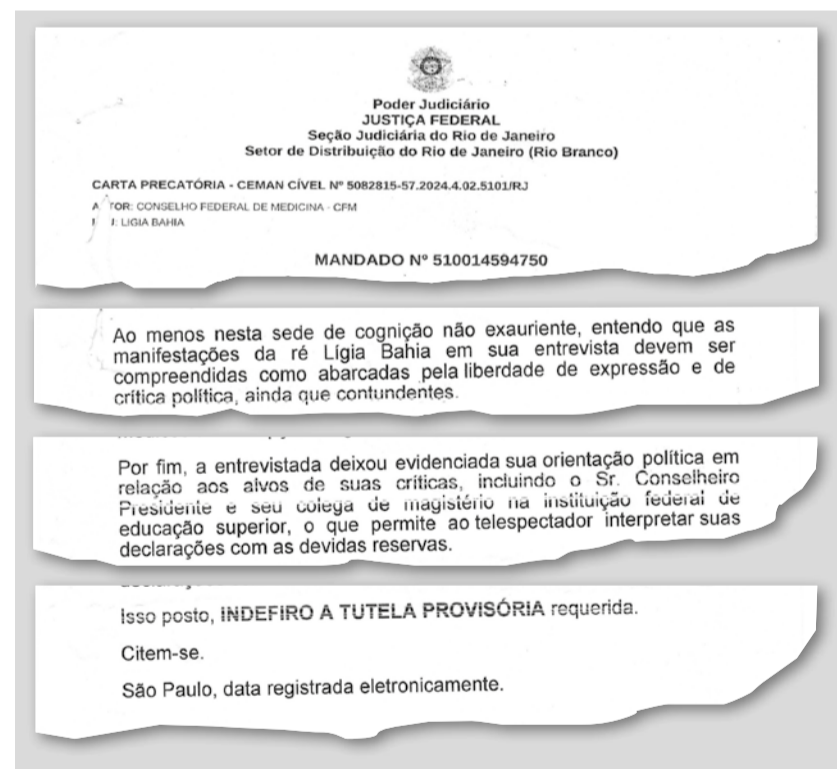 Poder Judiciário
JUSTIÇA FEDERAL
Seção Judiciária do Rio de Janeiro
Setor de Distribuição do Rio de Janeiro (Rio Branco)
CARTA PRECATÓRIA - CEMAN CÍVEL Nº 5082815-57.2024.4.02.5101/RJ
A TOR: CONSELHO FEDERAL DE MEDICINA - CFM
: LIGIA BAHIA
MANDADO Nº 510014594750
Ao menos nesta sede de cognição não exauriente, entendo que as
manifestações da ré Lígia Bahia em sua entrevista devem ser
compreendidas como abarcadas pela liberdade de expressão e de
crítica política, ainda que contundentes.
Por fim, a entrevistada deixou evidenciada sua orientação política em
relação aos alvos de suas críticas, incluindo o Sr. Conselheiro
Presidente e seu colega de magistério na instituição federal de
educação superior, o que permite ao telespectador interpretar suas
declarações com as devidas reservas.
Isso posto, INDEFIRO A TUTELA PROVISÓRIA requerida.
Citem-se.
São Paulo, data registrada eletronicamente.